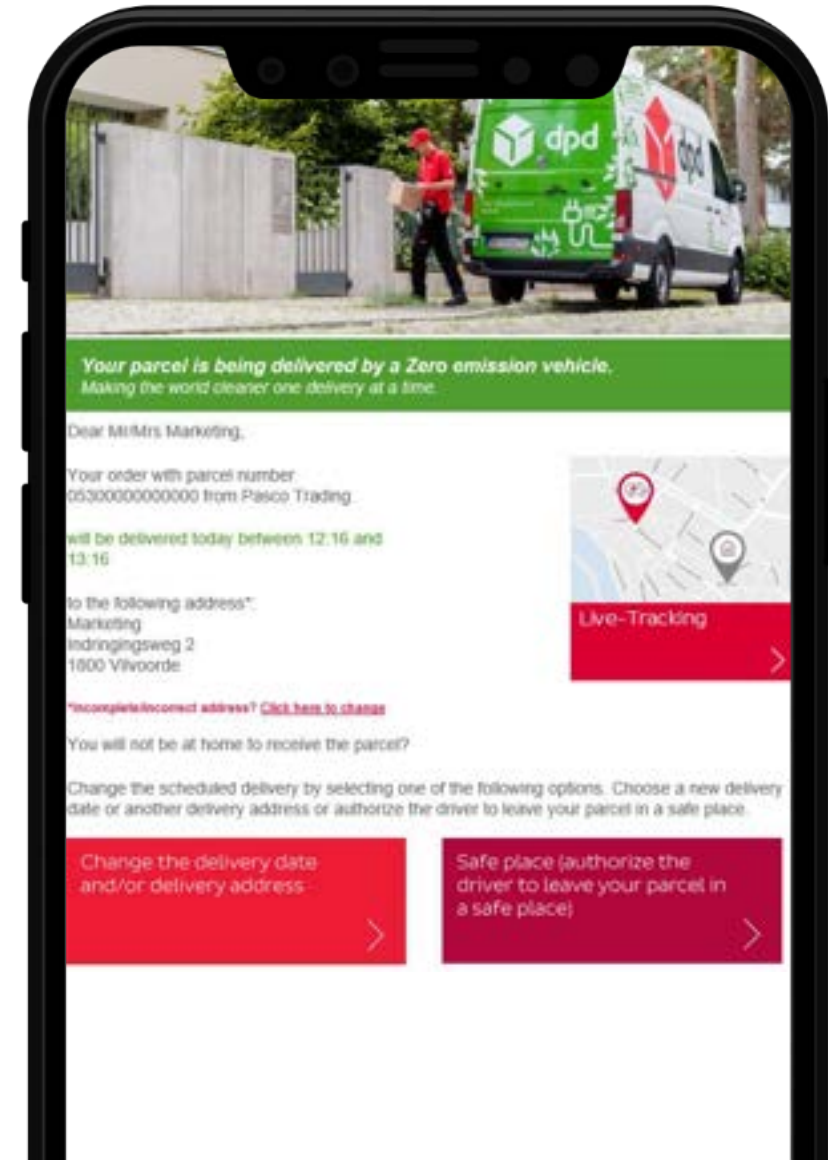 dpd
dpd
Your parcel is being delivered by a Zero emission vehicle.
Making the world cleaner one delivery at a time.
Dear Mr/Mrs Marketing,
Your order with parcel number
05300000000000 from Pasco Trading
will be delivered today between 12:16 and
13:16
to the following address*:
Marketing
Indringingsweg 2
1800 Vilvoorde
Live-Tracking
*Incomplete/incorrect address? Click here to change
You will not be at home to receive the parcel?
Change the scheduled delivery by selecting one of the following options. Choose a new delivery
date or another delivery address or authorize the driver to leave your parcel in a safe place.
Change the delivery date
and/or delivery address
Safe place (authorize the
driver to leave your parcel in
a safe place)